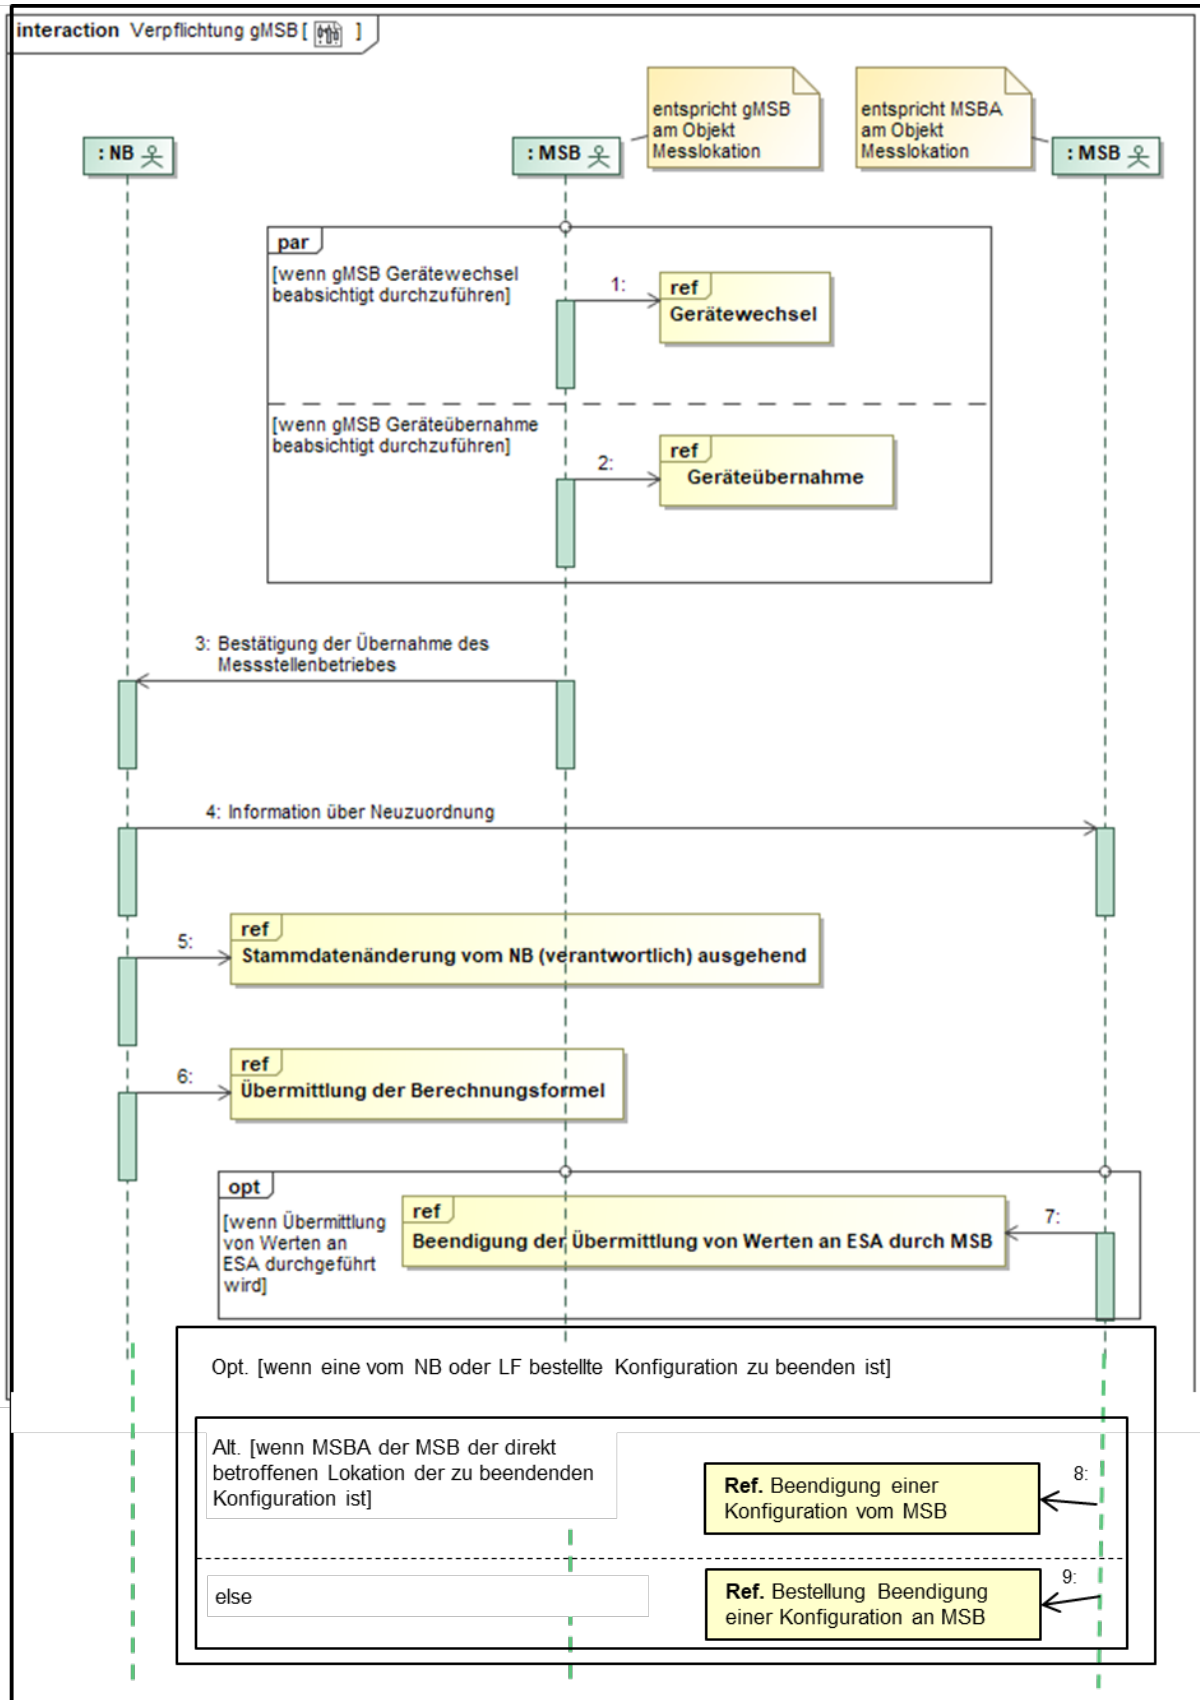 interaction Verpflichtung gMSB [ ]
entspricht gMSB
am Objekt
Messlokation
entspricht MSBA
am Objekt
Messlokation
: NB
: MSB
: MSB
par
[wenn gMSB Gerätewechsel
beabsichtigt durchzuführen]
1:
ref
Gerätewechsel
[wenn gMSB Geräteübernahme
beabsichtigt durchzuführen]
2:
ref
Geräteübernahme
3: Bestätigung der Übernahme des
Messstellenbetriebes
4: Information über Neuzuordnung
5:
ref
Stammdatenänderung vom NB (verantwortlich) ausgehend
6:
ref
Übermittlung der Berechnungsformel
opt
[wenn Übermittlung
von Werten an
ESA durchgeführt
wird]
ref
Beendigung der Übermittlung von Werten an ESA durch MSB
7:
Opt. [wenn eine vom NB oder LF bestellte Konfiguration zu beenden ist]
Alt. [wenn MSBA der MSB der direkt
betroffenen Lokation der zu beendenden
Konfiguration ist]
Ref. Beendigung einer
Konfiguration vom MSB
8:
else
Ref. Bestellung Beendigung
einer Konfiguration an MSB
9: